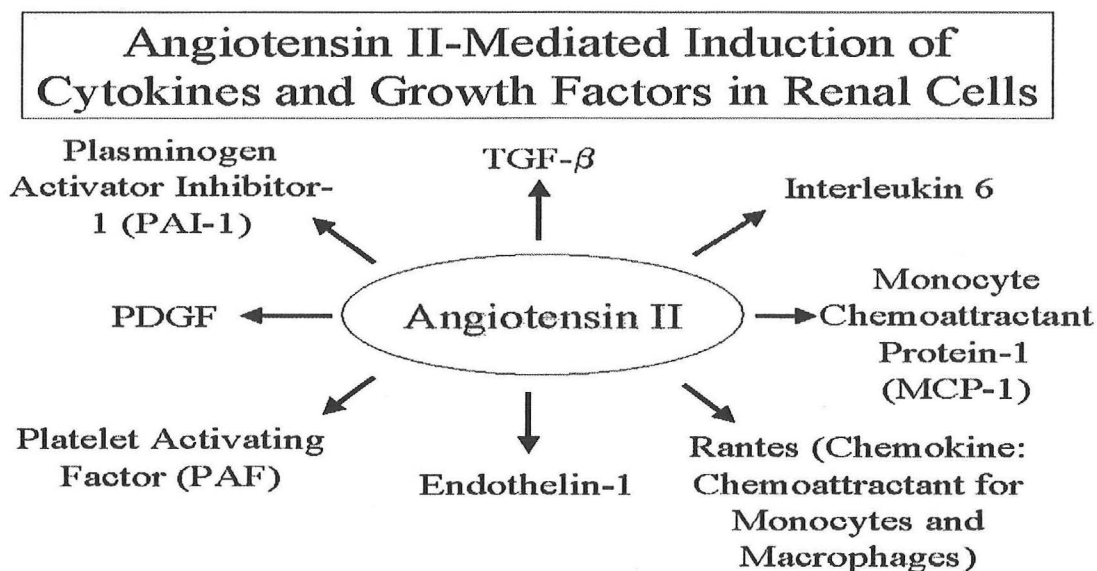 Angiotensin II-Mediated Induction of
Cytokines and Growth Factors in Renal Cells
Plasminogen
Activator Inhibitor-
1 (PAI-1)
TGF-β
Interleukin 6
PDGF
Angiotensin II
Monocyte
Chemoattractant
Protein-1
(MCP-1)
Platelet Activating
Factor (PAF)
Endothelin-1
Rantes (Chemokine:
Chemoattractant for
Monocytes and
Macrophages)